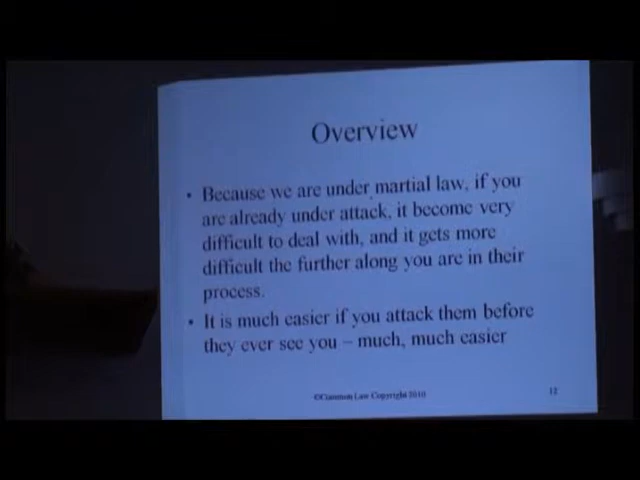 Overview
• Because we are under martial law, if you
are already under attack, it become very
difficult to deal with, and it gets more
difficult the further along you are in their
process.
• It is much easier if you attack them before
they ever see you – much, much easier
©Common Law Copyright 2010
12